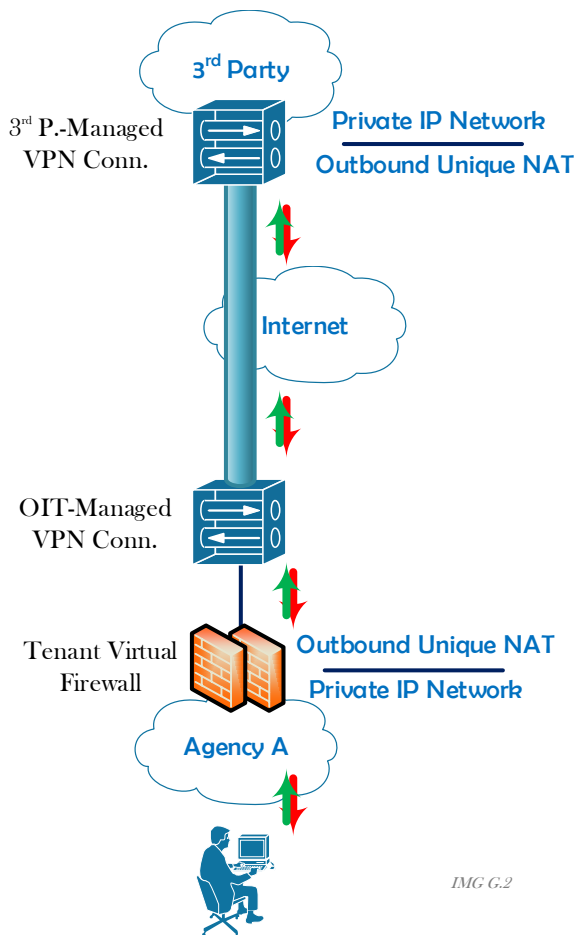 3rd Party
3rd P.-Managed
VPN Conn.
Private IP Network
Outbound Unique NAT
Internet
OIT-Managed
VPN Conn.
Tenant Virtual
Firewall
Outbound Unique NAT
Private IP Network
Agency A
IMG G.2